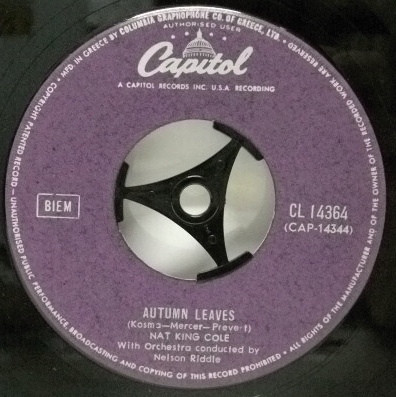 MFD. IN GREECE BY COLUMBIA GRAPHOPHONE CO. OF GREECE, LTD. • ALL RIGHTS OF THE MANUFACTURER AND OF THE OWNER OF THE RECORDED WORK ARE RESERVED • UNAUTHORISED PUBLIC PERFORMANCE, BROADCASTING AND COPYING OF THIS RECORD PROHIBITED • COPYRIGHT PATENTED RECORD
AUTHORISED USER
Capitol
A CAPITOL RECORDS INC. U.S.A. RECORDING
BIEM
CL 14364
(CAP-14344)
AUTUMN LEAVES
(Kosma—Mercer—Prevert)
NAT KING COLE
With Orchestra conducted by
Nelson Riddle